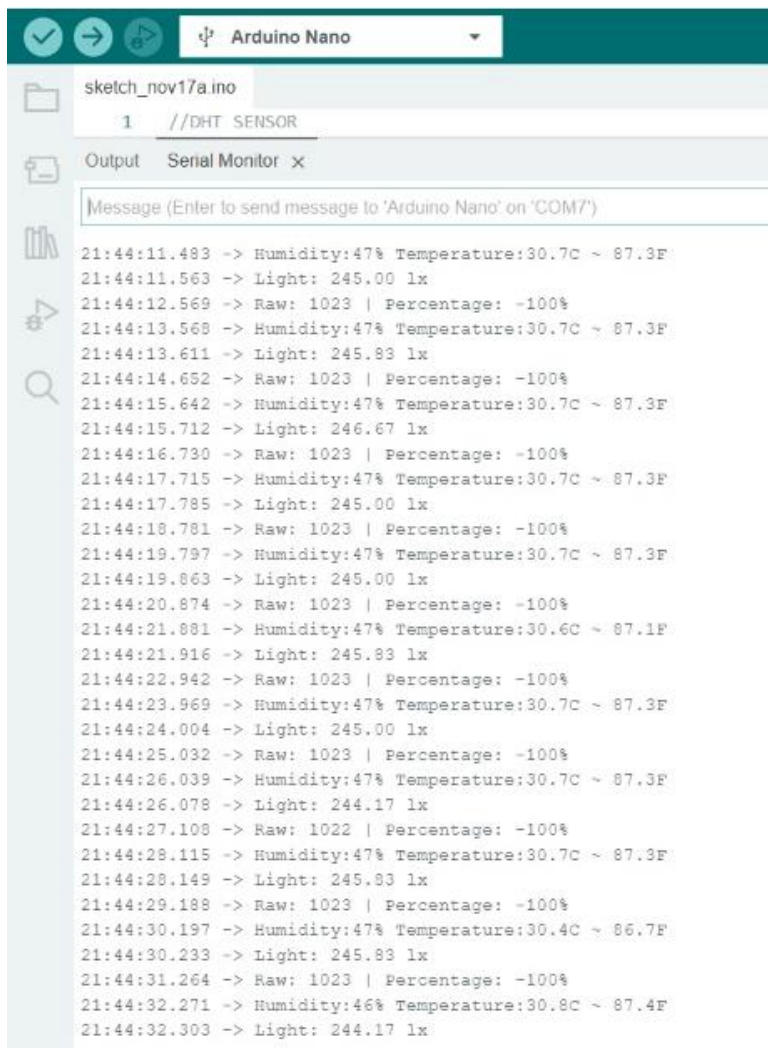 Arduino Nano
sketch_nov17a.ino
1 //DHT SENSOR
Output Serial Monitor x
Message (Enter to send message to 'Arduino Nano' on 'COM7')
21:44:11.483 -> Humidity:47% Temperature:30.7C ~ 87.3F
21:44:11.563 -> Light: 245.00 lx
21:44:12.569 -> Raw: 1023 | Percentage: -100%
21:44:13.568 -> Humidity:47% Temperature:30.7C ~ 87.3F
21:44:13.611 -> Light: 245.83 lx
21:44:14.652 -> Raw: 1023 | Percentage: -100%
21:44:15.642 -> Humidity:47% Temperature:30.7C ~ 87.3F
21:44:15.712 -> Light: 246.67 lx
21:44:16.730 -> Raw: 1023 | Percentage: -100%
21:44:17.715 -> Humidity:47% Temperature:30.7C ~ 87.3F
21:44:17.785 -> Light: 245.00 lx
21:44:18.781 -> Raw: 1023 | Percentage: -100%
21:44:19.797 -> Humidity:47% Temperature:30.7C ~ 87.3F
21:44:19.863 -> Light: 245.00 lx
21:44:20.874 -> Raw: 1023 | Percentage: -100%
21:44:21.881 -> Humidity:47% Temperature:30.6C ~ 87.1F
21:44:21.916 -> Light: 245.83 lx
21:44:22.942 -> Raw: 1023 | Percentage: -100%
21:44:23.969 -> Humidity:47% Temperature:30.7C ~ 87.3F
21:44:24.004 -> Light: 245.00 lx
21:44:25.032 -> Raw: 1023 | Percentage: -100%
21:44:26.039 -> Humidity:47% Temperature:30.7C ~ 87.3F
21:44:26.078 -> Light: 244.17 lx
21:44:27.108 -> Raw: 1022 | Percentage: -100%
21:44:28.115 -> Humidity:47% Temperature:30.7C ~ 87.3F
21:44:28.149 -> Light: 245.83 lx
21:44:29.188 -> Raw: 1023 | Percentage: -100%
21:44:30.197 -> Humidity:47% Temperature:30.4C ~ 86.7F
21:44:30.233 -> Light: 245.83 lx
21:44:31.264 -> Raw: 1023 | Percentage: -100%
21:44:32.271 -> Humidity:46% Temperature:30.8C ~ 87.4F
21:44:32.303 -> Light: 244.17 lx